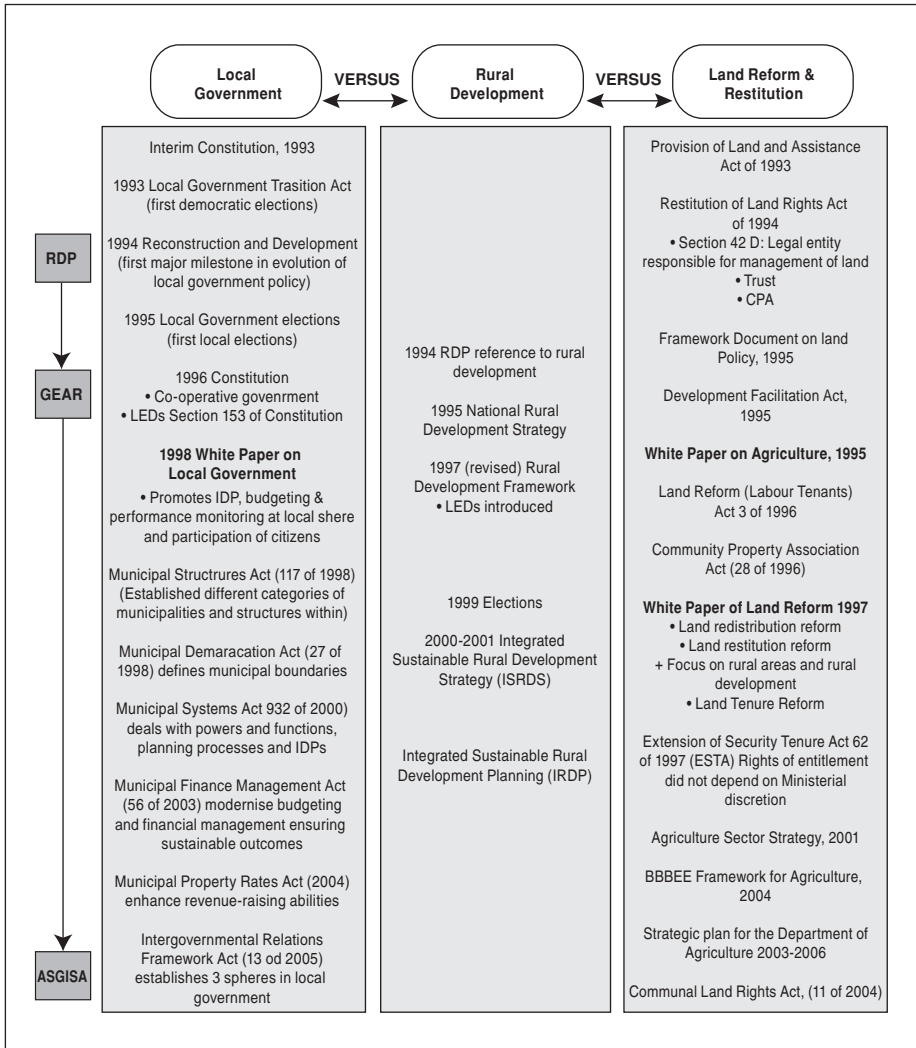 Local
Government
VERSUS
Rural
Development
VERSUS
Land Reform &
Restitution
RDP
GEAR
ASGISA
Interim Constitution, 1993
1993 Local Government Trasition Act
(first democratic elections)
1994 Reconstruction and Development
(first major milestone in evolution of
local government policy)
1995 Local Government elections
(first local elections)
1996 Constitution
• Co-operative govenrment
• LEDs Section 153 of Constitution
1998 White Paper on
Local Government
• Promotes IDP, budgeting &
performance monitoring at local shere
and participation of citizens
Municipal Structrures Act (117 of 1998)
(Established different categories of
municipalities and structures within)
Municipal Demaracation Act (27 of
1998) defines municipal boundaries
Municipal Systems Act 932 of 2000)
deals with powers and functions,
planning processes and IDPs
Municipal Finance Management Act
(56 of 2003) modernise budgeting
and financial management ensuring
sustainable outcomes
Municipal Property Rates Act (2004)
enhance revenue-raising abilities
Intergovernmental Relations
Framework Act (13 od 2005)
establishes 3 spheres in local
government
1994 RDP reference to rural
development
1995 National Rural
Development Strategy
1997 (revised) Rural
Development Framework
• LEDs introduced
1999 Elections
2000-2001 Integrated
Sustainable Rural Development
Strategy (ISRDS)
Integrated Sustainable Rural
Development Planning (IRDP)
Provision of Land and Assistance
Act of 1993
Restitution of Land Rights Act
of 1994
• Section 42 D: Legal entity
responsible for management of land
• Trust
• CPA
Framework Document on land
Policy, 1995
Development Facilitation Act,
1995
White Paper on Agriculture, 1995
Land Reform (Labour Tenants)
Act 3 of 1996
Community Property Association
Act (28 of 1996)
White Paper of Land Reform 1997
• Land redistribution reform
• Land restitution reform
+ Focus on rural areas and rural
development
• Land Tenure Reform
Extension of Security Tenure Act 62
of 1997 (ESTA) Rights of entitlement
did not depend on Ministerial
discretion
Agriculture Sector Strategy, 2001
BBBEE Framework for Agriculture,
2004
Strategic plan for the Department of
Agriculture 2003-2006
Communal Land Rights Act, (11 of 2004)